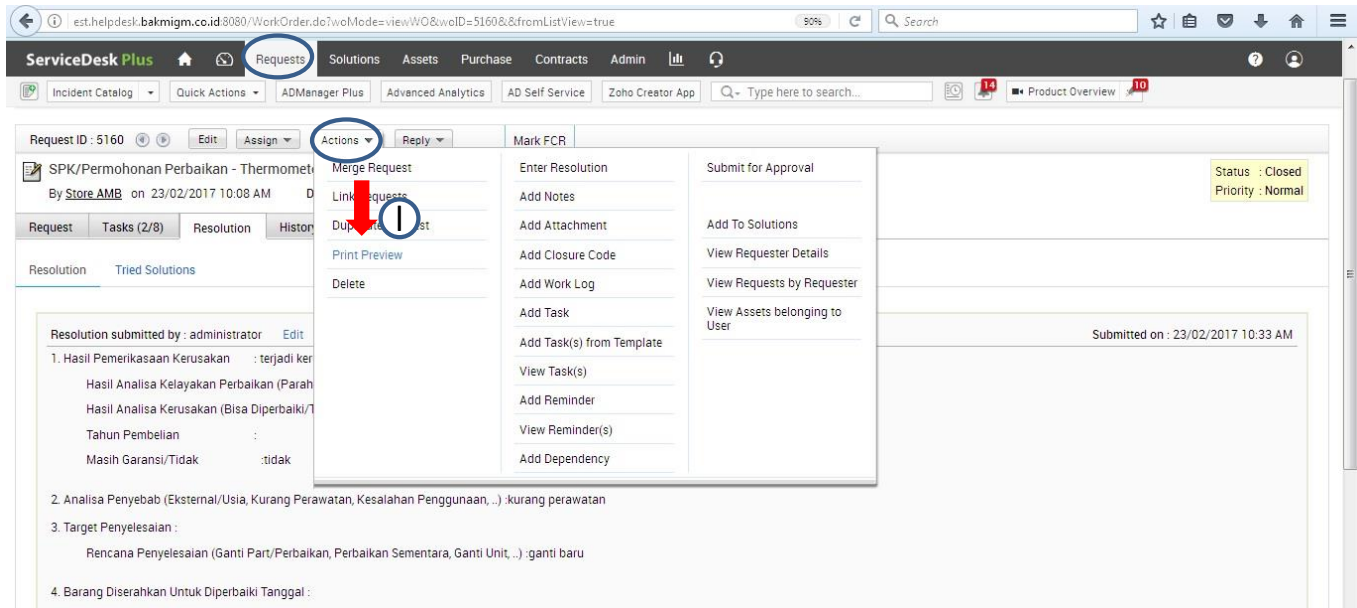 est.helpdesk.bakmigm.co.id:8080/WorkOrder.do?woMode=viewWO&woID=5160&&fromListView=true 90% Search
ServiceDesk Plus Requests Solutions Assets Purchase Contracts Admin
Incident Catalog Quick Actions ADManager Plus Advanced Analytics AD Self Service Zoho Creator App Type here to search... 14 Product Overview 10
Request ID : 5160 Edit Assign Actions Reply Mark FCR
SPK/Permohonan Perbaikan - Thermomet
By Store AMB on 23/02/2017 10:08 AM D
Status : Closed
Priority : Normal
Request Tasks (2/8) Resolution History
Resolution Tried Solutions
Merge Request
Link Requests
I
Print Preview
Delete
Enter Resolution
Add Notes
Add Attachment
Add Closure Code
Add Work Log
Add Task
Add Task(s) from Template
View Task(s)
Add Reminder
View Reminder(s)
Add Dependency
Submit for Approval
Add To Solutions
View Requester Details
View Requests by Requester
View Assets belonging to
User
Resolution submitted by : administrator Edit Submitted on : 23/02/2017 10:33 AM
1. Hasil Pemerikasaan Kerusakan : terjadi ker
Hasil Analisa Kelayakan Perbaikan (Parah
Hasil Analisa Kerusakan (Bisa Diperbaiki/T
Tahun Pembelian :
Masih Garansi/Tidak :tidak
2. Analisa Penyebab (Eksternal/Usia, Kurang Perawatan, Kesalahan Penggunaan, ..) :kurang perawatan
3. Target Penyelesaian :
Rencana Penyelesaian (Ganti Part/Perbaikan, Perbaikan Sementara, Ganti Unit, ..) :ganti baru
4. Barang Diserahkan Untuk Diperbaiki Tanggal :